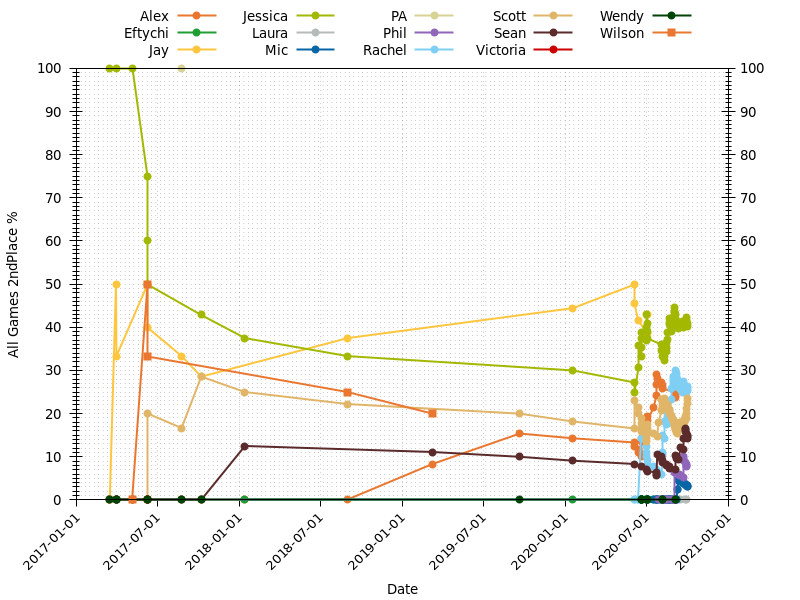 Alex Jessica PA Scott Wendy
Eftychi Laura Phil Sean Wilson
Jay Mic Rachel Victoria
100 100
90 90
80 80
70 70
60 60
50 50
40 40
30 30
20 20
10 10
0 0
All Games 2ndPlace %
2017-01-01 2017-07-01 2018-01-01 2018-07-01 2019-01-01 2019-07-01 2020-01-01 2020-07-01 2021-01-01
Date